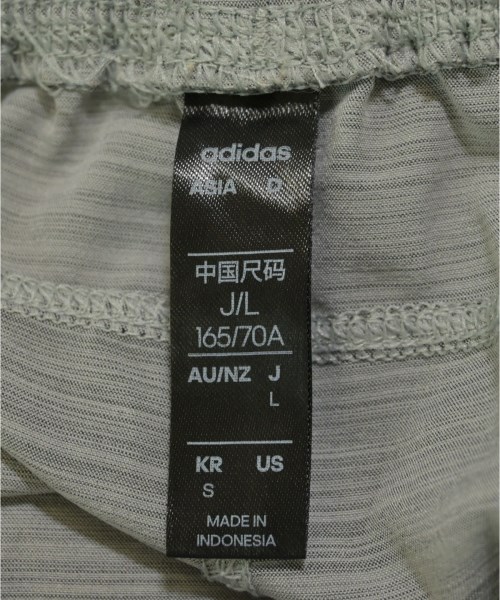 adidas
ASIA D
中国尺码
J/L
165/70A
AU/NZ J
L
KR US
S
MADE IN
INDONESIA